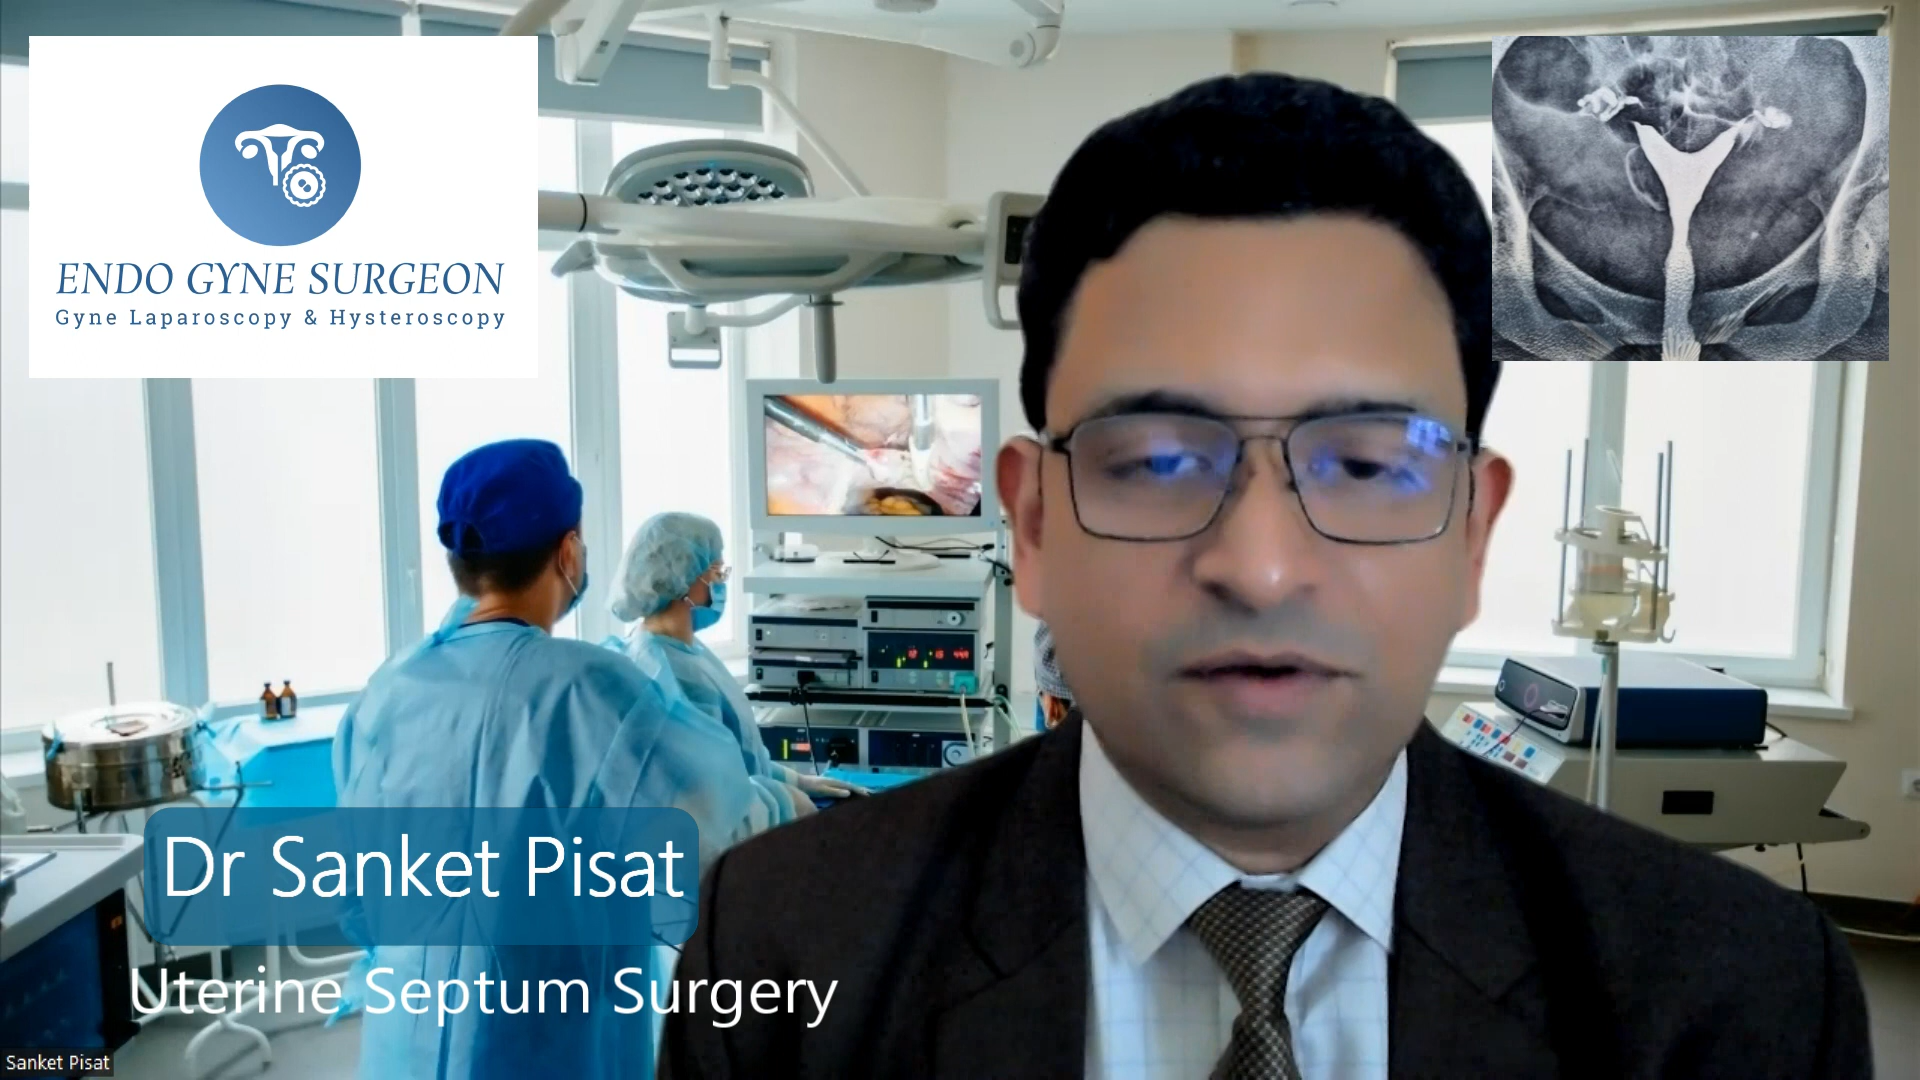 ENDO GYNE SURGEON
Gyne Laparoscopy & Hysteroscopy
Dr Sanket Pisat
Uterine Septum Surgery
Sanket Pisat